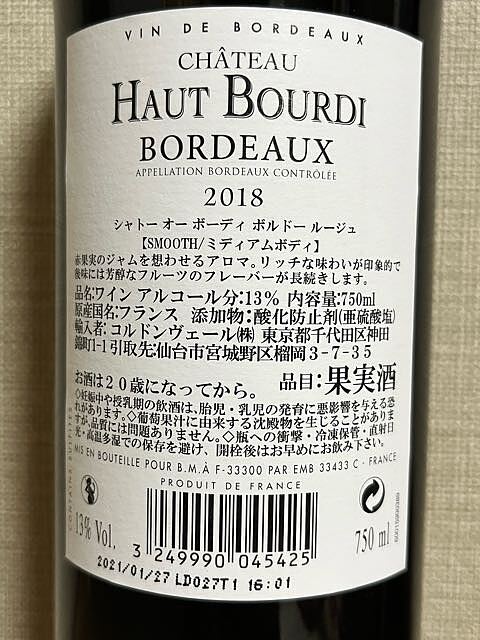 VIN DE BORDEAUX
CHÂTEAU
HAUT BOURDI
BORDEAUX
APPELLATION BORDEAUX CONTRÔLÉE
2018
シャトー オー ボーディ ボルドー ルージュ
【SMOOTH/ミディアムボディ】
赤果実のジャムを想わせるアロマ。リッチな味わいが印象的で
後味には芳醇なフルーツのフレーバーが長続きします。
品名:ワイン アルコール分:13% 内容量:750ml
原産国名:フランス 添加物:酸化防止剤(亜硫酸塩)
輸入者:コルドンヴェール(株) 東京都千代田区神田
錦町1-1 引取先:仙台市宮城野区榴岡3-7-35
お酒は20歳になってから。 品目:果実酒
◇妊娠中や授乳期の飲酒は、胎児・乳児の発育に悪影響を与える恐
れがあります。◇葡萄果汁に由来する沈殿物を生じることがありま
すが、品質には問題ありません。◇瓶への衝撃・冷凍保管・直射日
光・高温多湿での保存を避け、開栓後はお早めにお飲み下さい。
MIS EN BOUTEILLE POUR B.M.À F-33300 PAR EMB 33433 C - FRANCE
PRODUIT DE FRANCE
13% Vol.
3 249990 045425
750 ml
2021/01/27 LD027T1 16:01